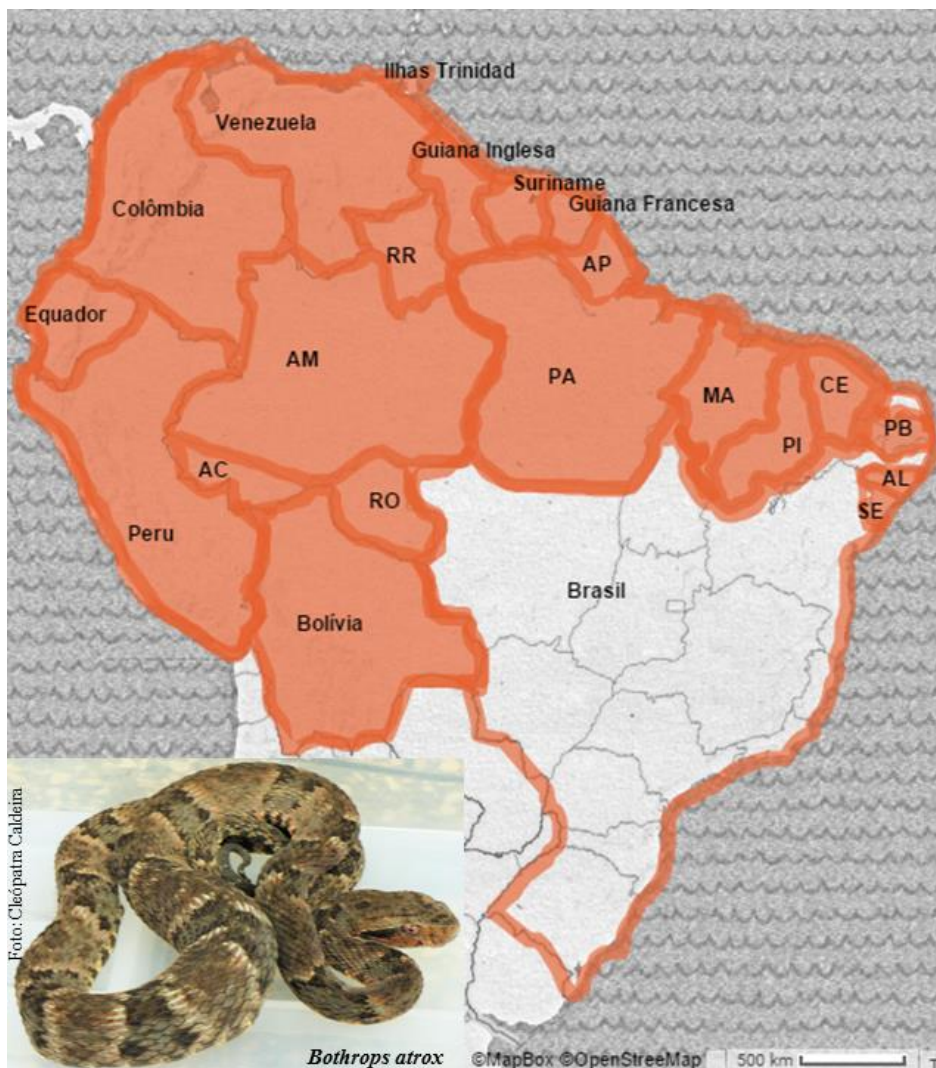 Ilhas Trinidad
Venezuela
Guiana Inglesa
Suriname
Guiana Francesa
Colômbia
RR
AP
Equador
AM
PA
MA
CE
PB
PI
AL
SE
AC
RO
Peru
Bolívia
Brasil
Foto: Cleópatra Caldeira
Bothrops atrox
©MapBox ©OpenStreeMap
500 km